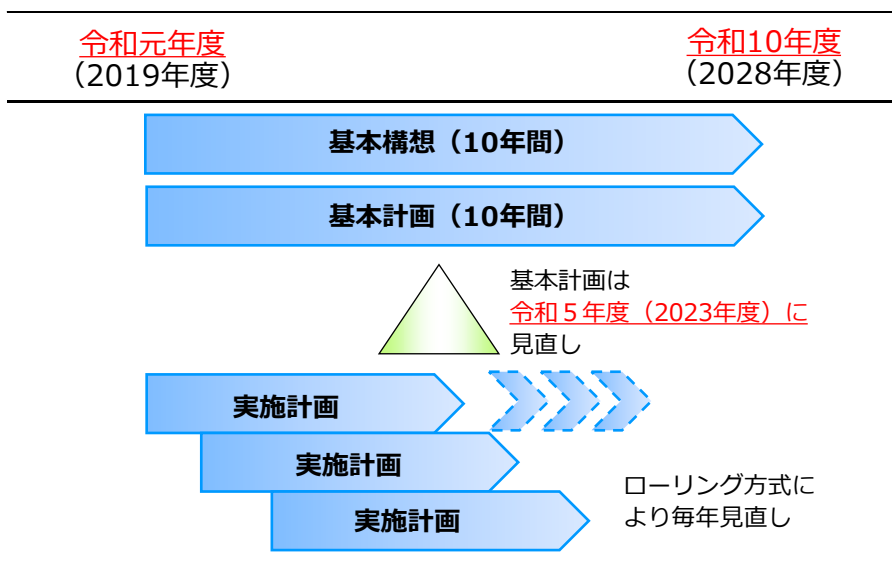 令和元年度
（2019年度）
令和10年度
（2028年度）
基本構想（10年間）
基本計画（10年間）
基本計画は
令和５年度（2023年度）に
見直し
実施計画
実施計画
実施計画
ローリング方式に
より毎年見直し